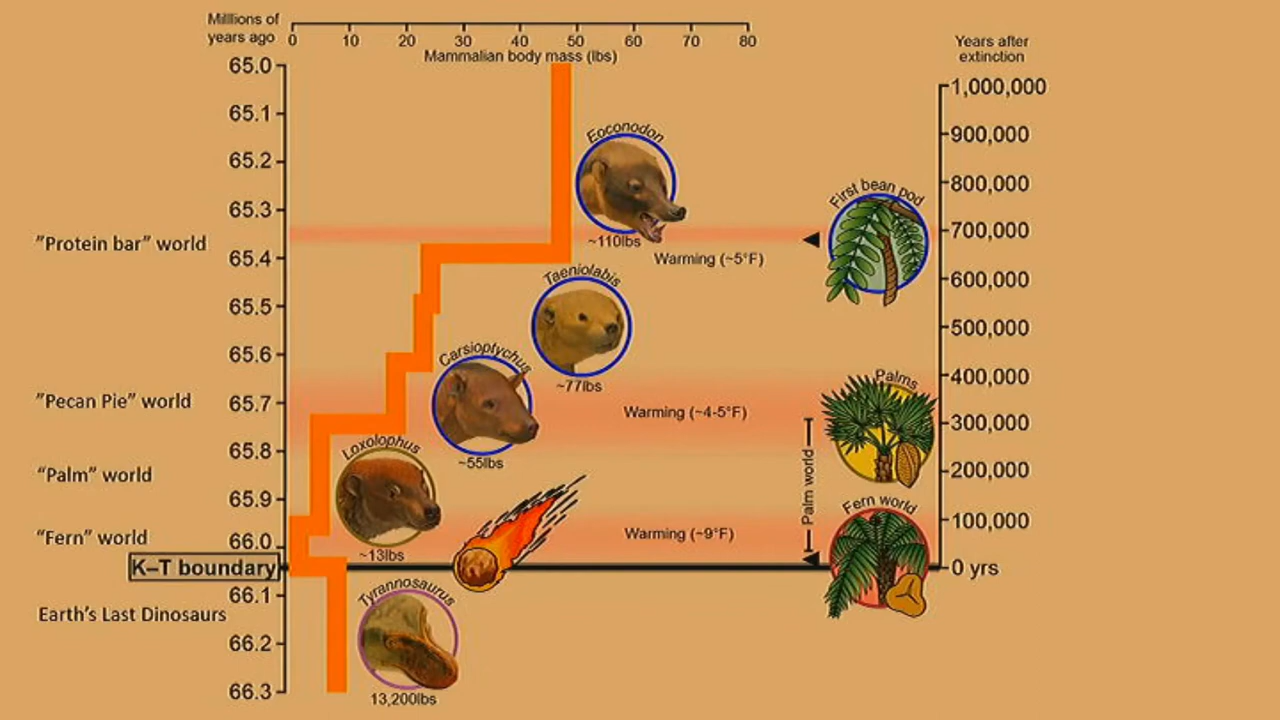 Milllions of
years ago
0 10 20 30 40 50 60 70 80
Mammalian body mass (lbs)
Years after
extinction
65.0
1,000,000
65.1
900,000
Eoconodon
65.2
800,000
First bean pod
65.3
700,000
"Protein bar" world
~110lbs
Warming (~5°F)
65.4
600,000
Taeniolabis
65.5
500,000
65.6
Carsioptychus
400,000
~77lbs
Palms
"Pecan Pie" world
65.7
Warming (~4-5°F)
300,000
65.8
Loxolophus
~55lbs
200,000
"Palm" world
Palm world
65.9
Fern world
100,000
"Fern" world
66.0
Warming (~9°F)
~13lbs
K–T boundary
0 yrs
Tyrannosaurus
66.1
Earth's Last Dinosaurs
66.2
66.3
13,200lbs